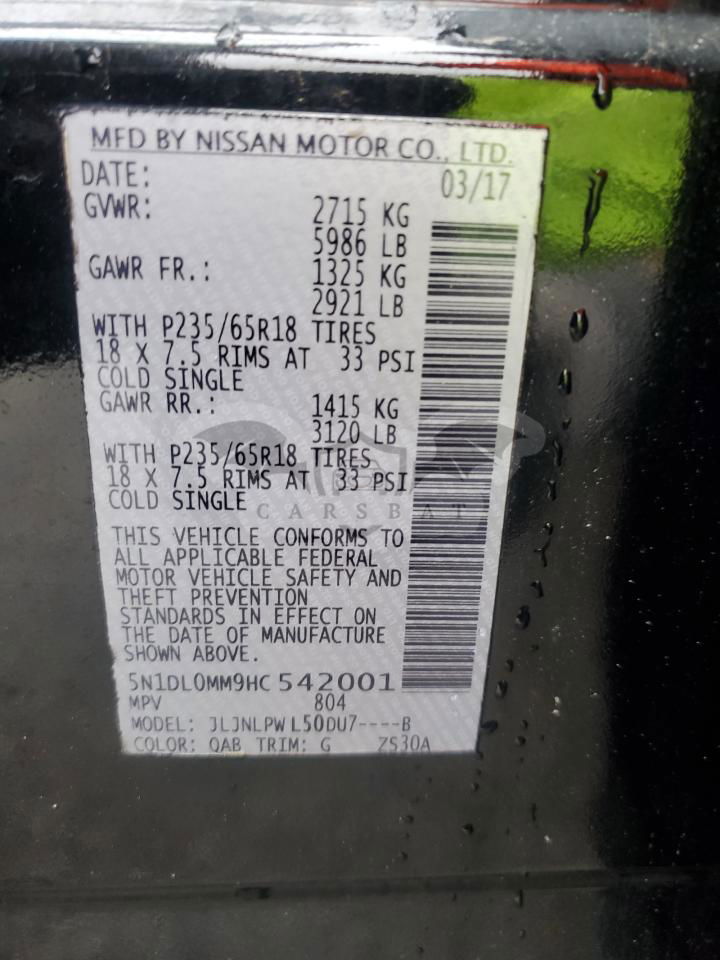 MFD BY NISSAN MOTOR CO., LTD.
DATE: 03/17
GVWR: 2715 KG
5986 LB
GAWR FR.: 1325 KG
2921 LB
WITH P235/65R18 TIRES
18 X 7.5 RIMS AT 33 PSI
COLD SINGLE
GAWR RR.: 1415 KG
3120 LB
WITH P235/65R18 TIRES
18 X 7.5 RIMS AT 33 PSI
COLD SINGLE
CARSBAT
THIS VEHICLE CONFORMS TO
ALL APPLICABLE FEDERAL
MOTOR VEHICLE SAFETY AND
THEFT PREVENTION
STANDARDS IN EFFECT ON
THE DATE OF MANUFACTURE
SHOWN ABOVE.
5N1DL0MM9HC 542001
MPV 804
MODEL: JLJNLPW L50DU7----B
COLOR: QAB TRIM: G ZS30A